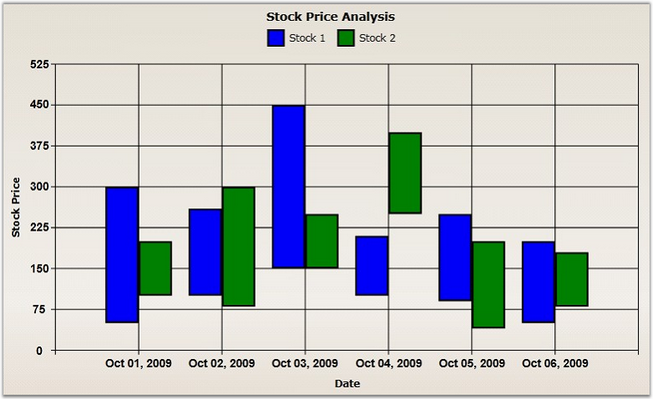 Stock Price Analysis
Stock 1 Stock 2
525
450
375
300
225
150
75
0
Stock Price
Oct 01, 2009 Oct 02, 2009 Oct 03, 2009 Oct 04, 2009 Oct 05, 2009 Oct 06, 2009
Date